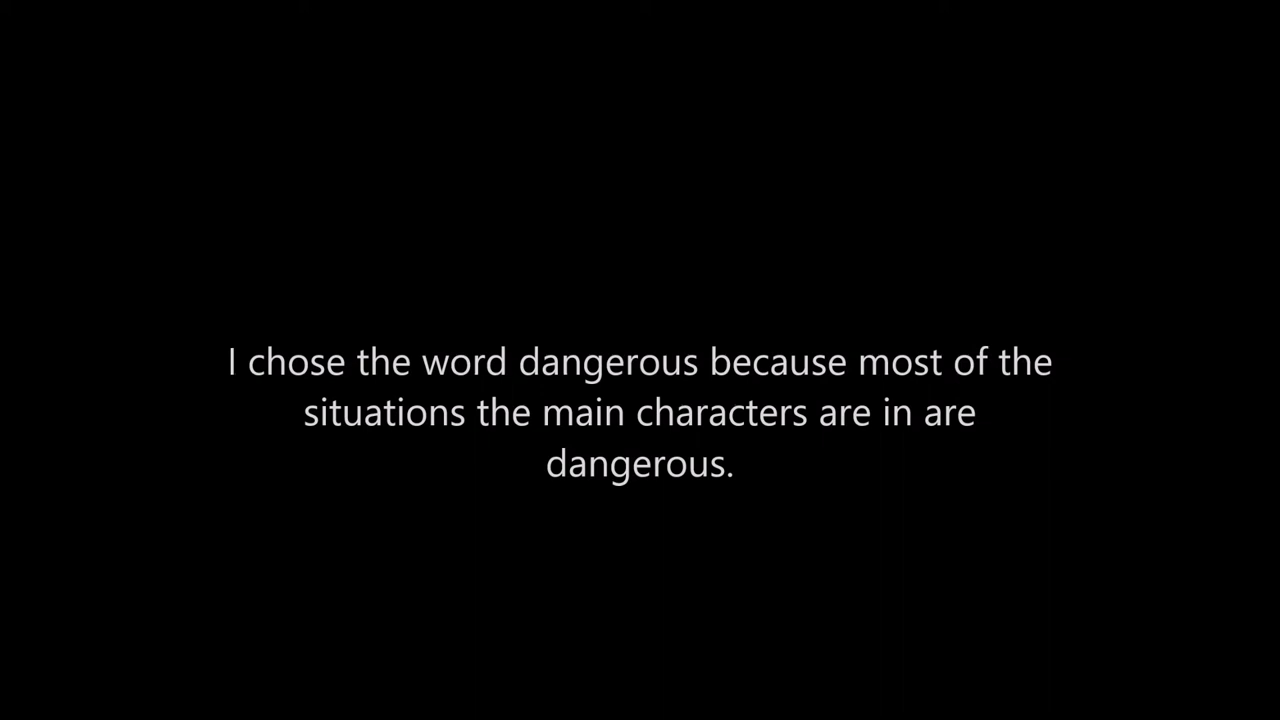 I chose the word dangerous because most of the
situations the main characters are in are
dangerous.